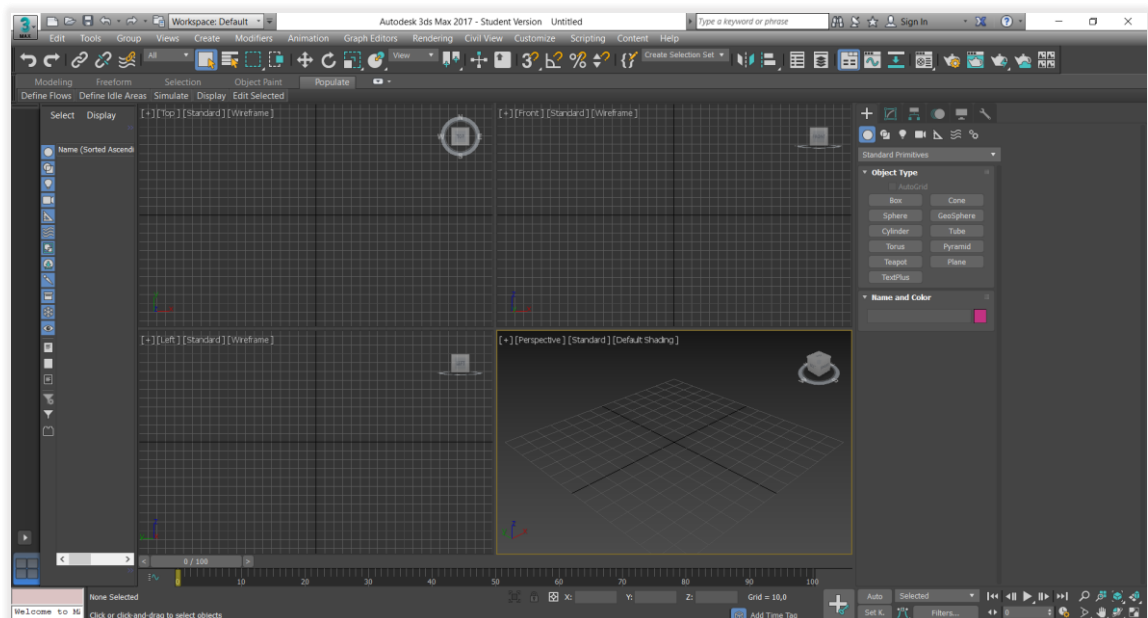 Workspace: Default
Autodesk 3ds Max 2017 - Student Version Untitled
Type a keyword or phrase
Sign In
3
MAX
Edit Tools Group Views Create Modifiers Animation Graph Editors Rendering Civil View Customize Scripting Content Help
All
View
Create Selection Set
Modeling Freeform Selection Object Paint Populate
Define Flows Define Idle Areas Simulate Display Edit Selected
Select Display
Name (Sorted Ascendi
[+] [Top] [Standard] [Wireframe]
[+] [Front] [Standard] [Wireframe]
Standard Primitives
Object Type
AutoGrid
Box Cone
Sphere GeoSphere
Cylinder Tube
Torus Pyramid
Teapot Plane
TextPlus
Name and Color
[+] [Left] [Standard] [Wireframe]
[+] [Perspective] [Standard] [Default Shading]
< 0 / 100 >
0 10 20 30 40 50 60 70 80 90 100
None Selected
X: Y: Z: Grid = 10,0
Auto Selected
Welcome to M
Click or click-and-drag to select objects
Add Time Tag
Set K. Filters... 0